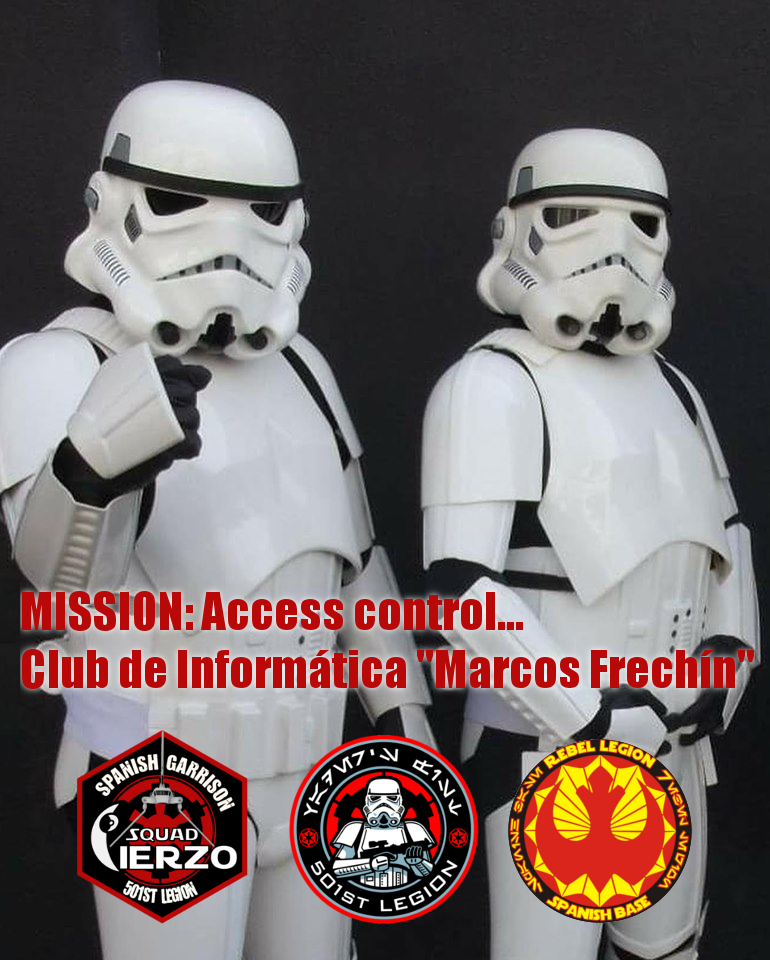 MISSION: Access control...
Club de Informática "Marcos Frechín"
SPANISH GARRISON
SQUAD
BIERZO
501ST LEGION
501ST LEGION
REBEL LEGION
SPANISH BASE